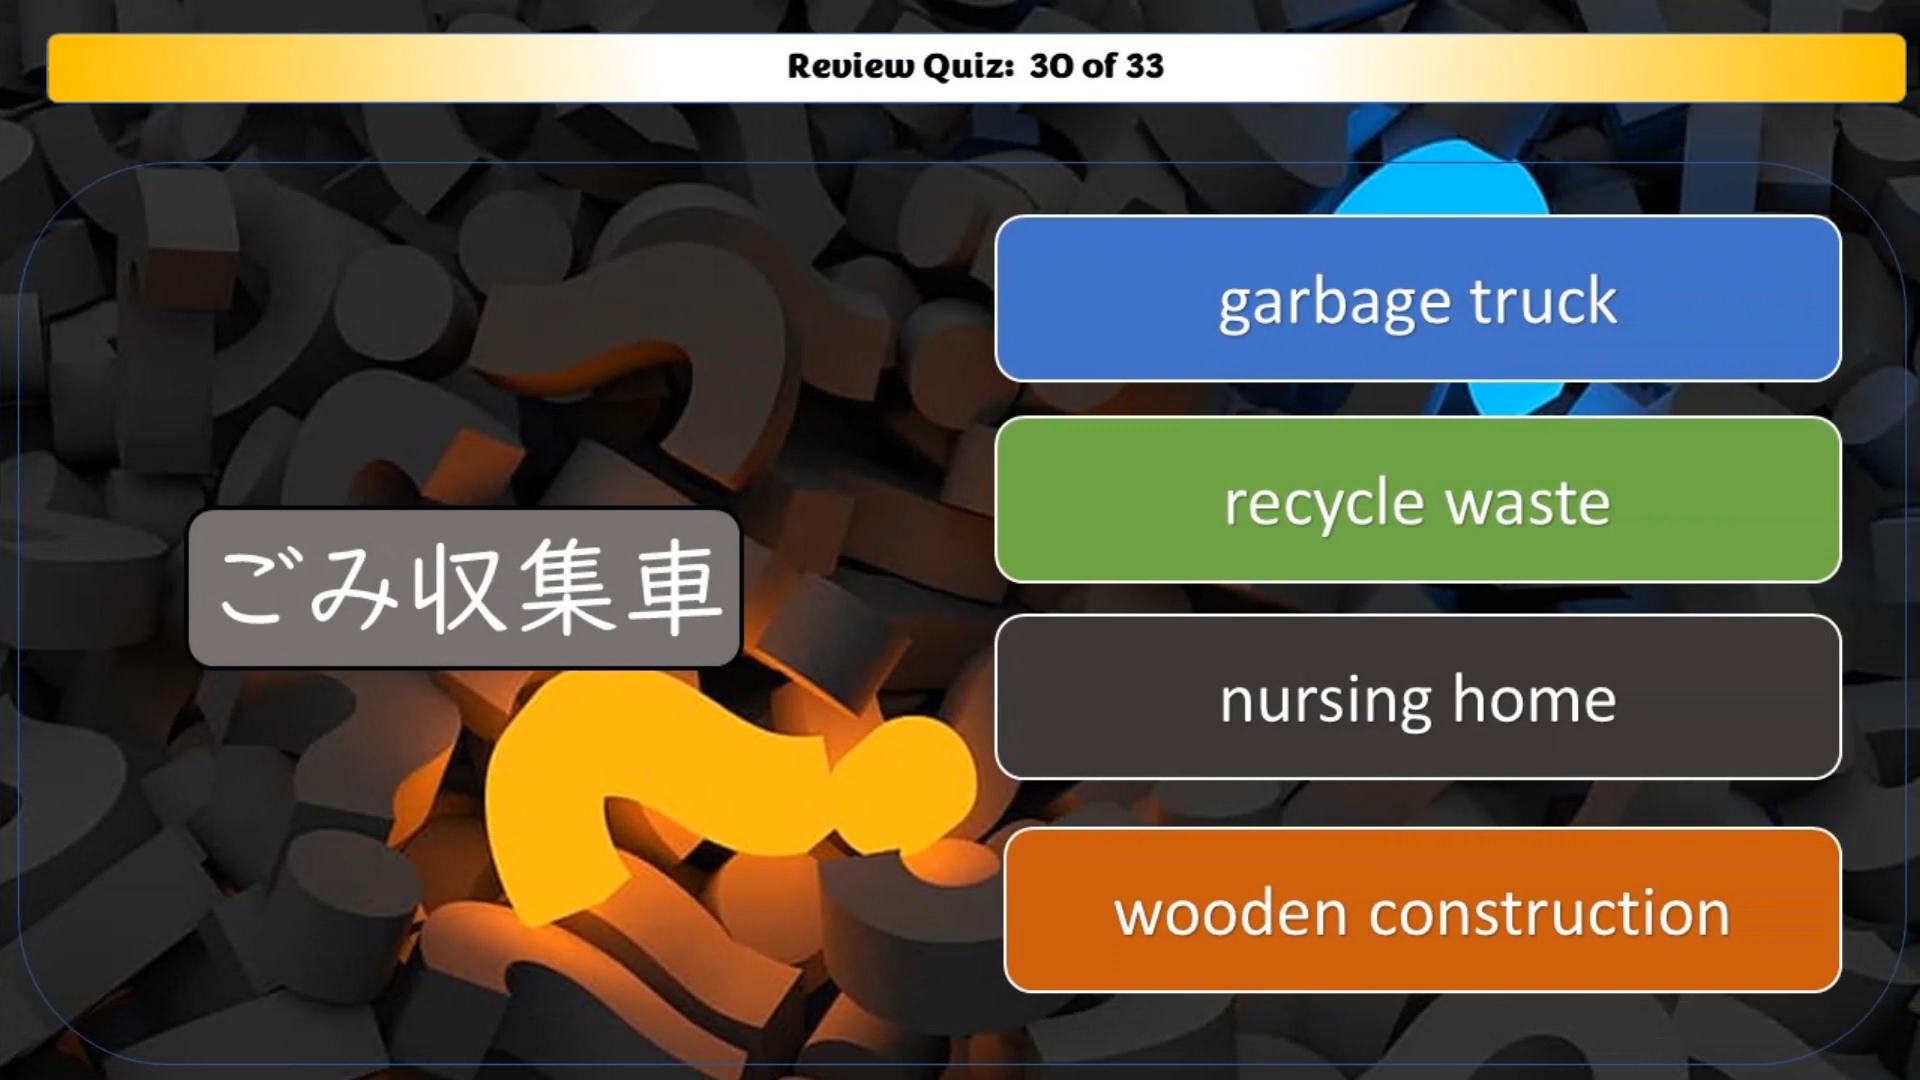 Review Quiz: 30 of 33
ごみ収集車
garbage truck
recycle waste
nursing home
wooden construction